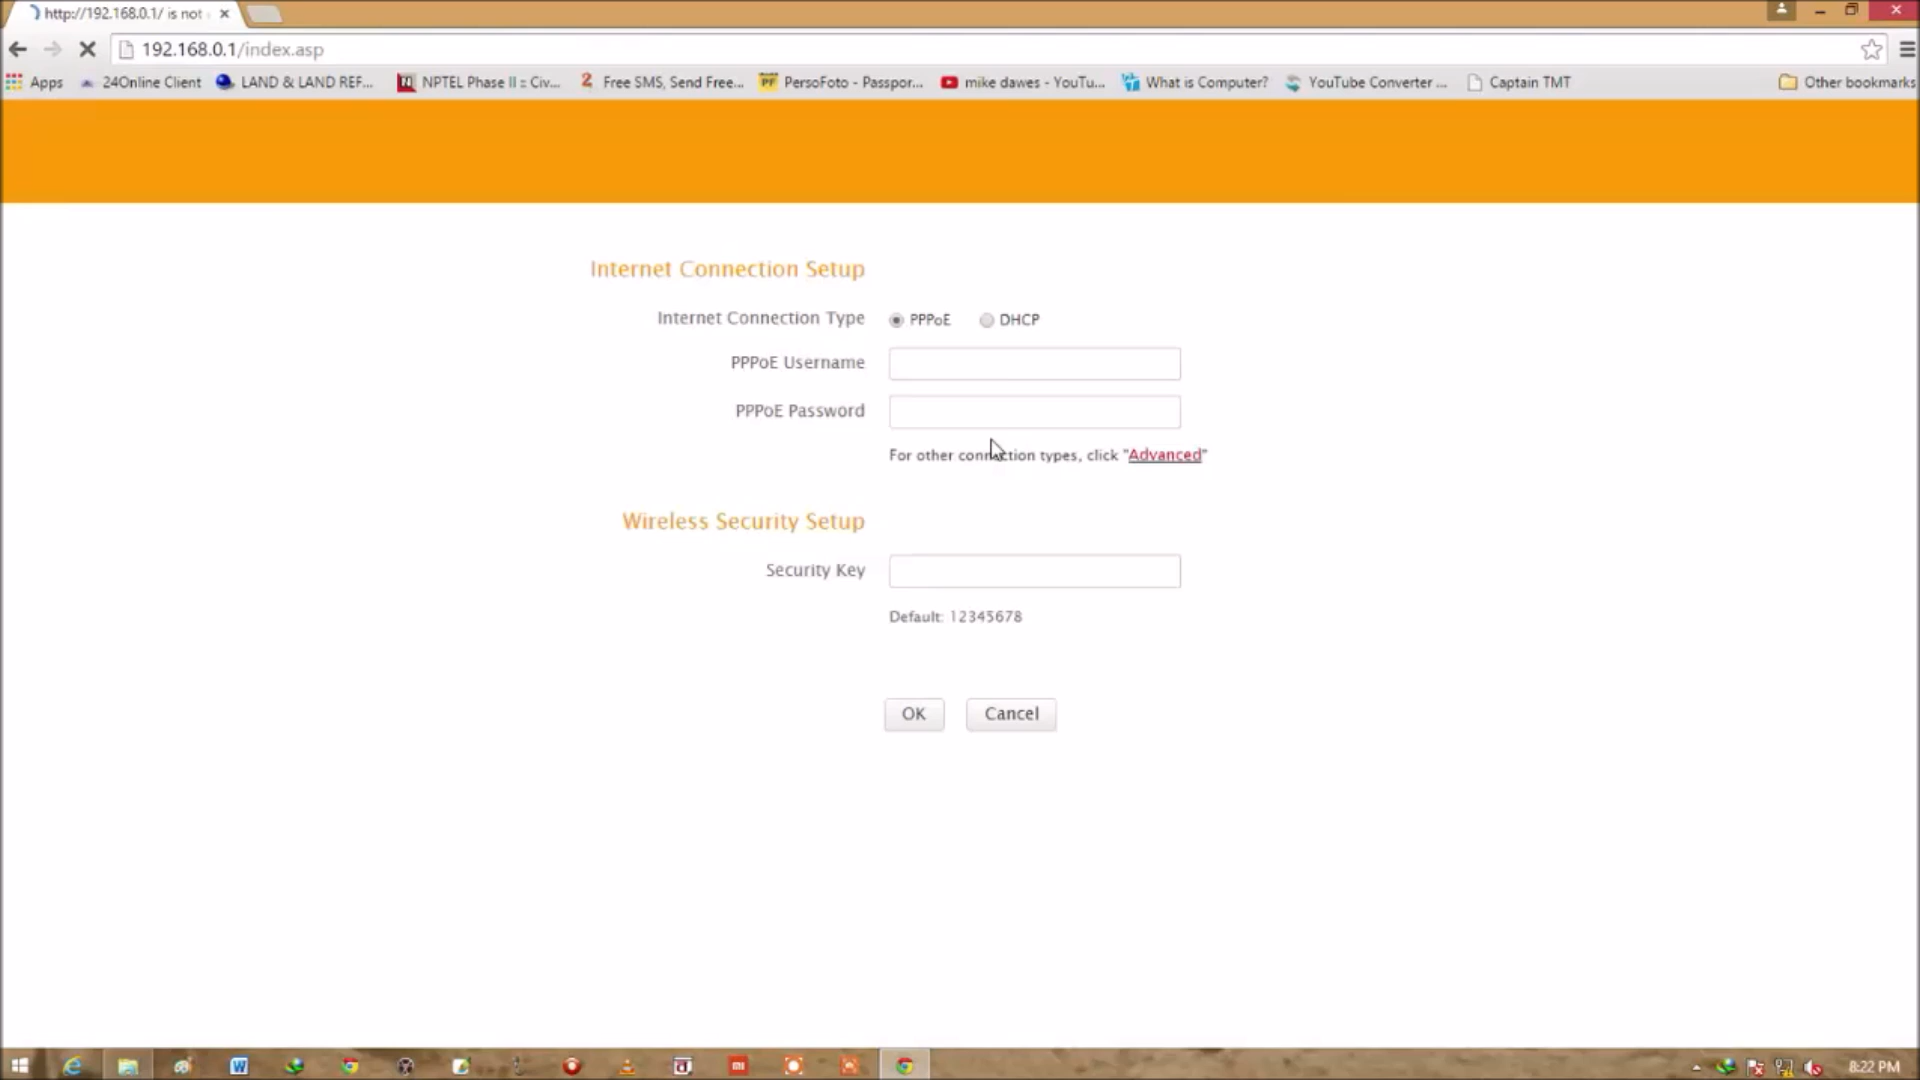 http://192.168.0.1/ is not
192.168.0.1/index.asp
Apps 24Online Client LAND & LAND REF... NPTEL Phase II :: Civ... Free SMS, Send Free... PersoFoto - Passpor... mike dawes - YouTu... What is Computer? YouTube Converter ... Captain TMT Other bookmarks
Internet Connection Setup
Internet Connection Type PPPoE DHCP
PPPoE Username
PPPoE Password
For other connection types, click "Advanced"
Wireless Security Setup
Security Key
Default: 12345678
OK Cancel
8:22 PM